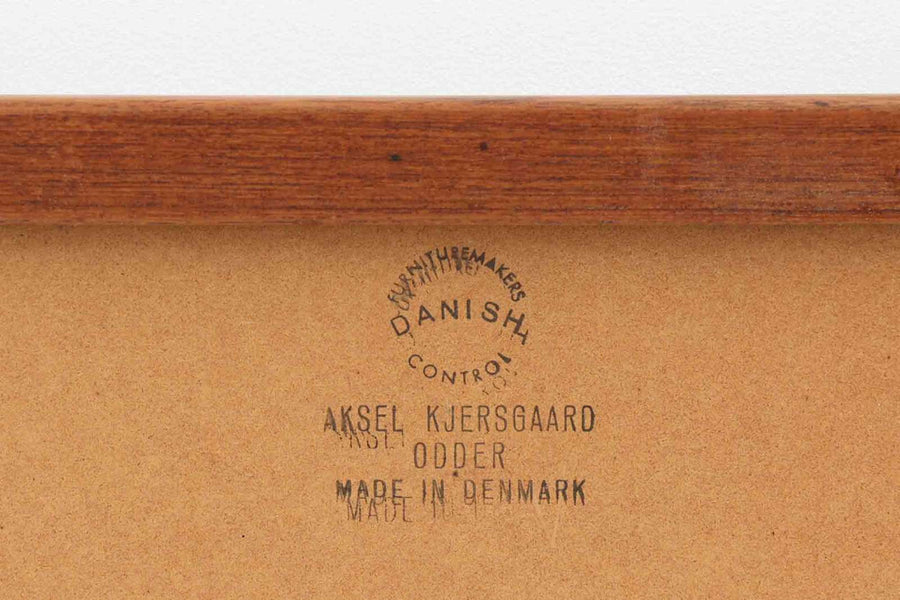 FURNITUREMAKERS
DANISH
CONTROL
AKSEL KJERSGAARD
ODDER
MADE IN DENMARK